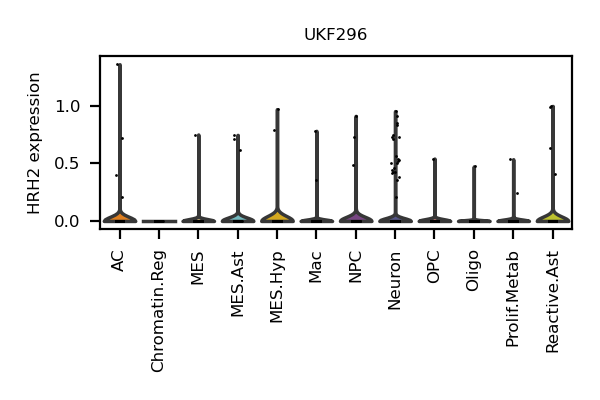 UKF296
HRH2 expression
1.0
0.5
0.0
AC
Chromatin.Reg
MES
MES.Ast
MES.Hyp
Mac
NPC
Neuron
OPC
Oligo
Prolif.Metab
Reactive.Ast